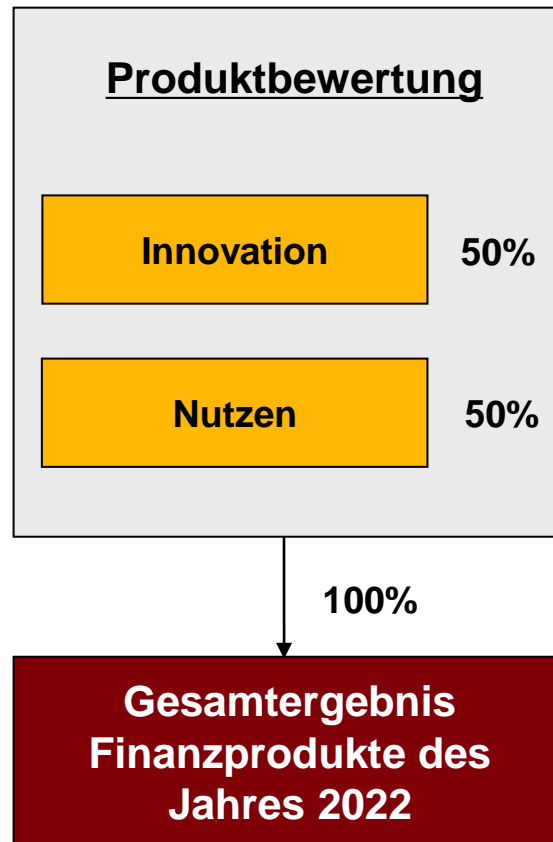 Produktbewertung
Innovation 50%
Nutzen 50%
100%
Gesamtergebnis
Finanzprodukte des
Jahres 2022